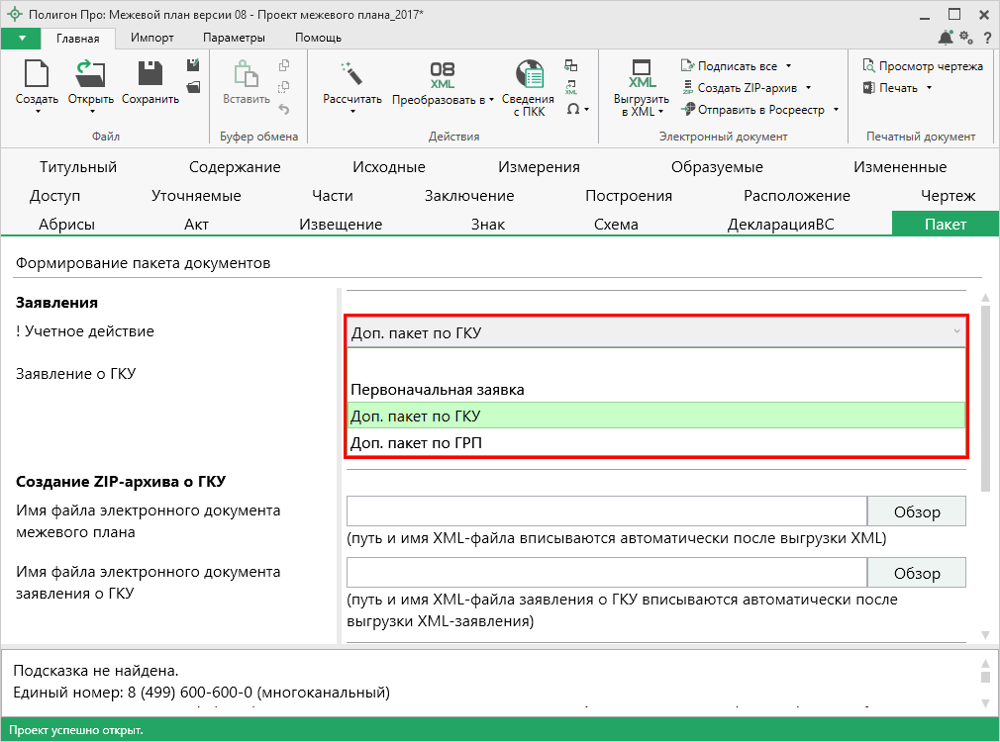 Полигон Про: Межевой план версии 08 - Проект межевого плана_2017*
Главная Импорт Параметры Помощь
?
Создать Открыть Сохранить
Файл
Вставить
Буфер обмена
Рассчитать
08
XML
Преобразовать в
Сведения
с ПКК
XML
Ω
Действия
XML
Выгрузить
в XML
Подписать все
ZIP
Создать ZIP-архив
Отправить в Росреестр
Электронный документ
Просмотр чертежа
Печать
Печатный документ
Титульный Содержание Исходные Измерения Образуемые Измененные
Доступ Уточняемые Части Заключение Построения Расположение Чертеж
Абрисы Акт Извещение Знак Схема ДекларацияВС Пакет
Формирование пакета документов
Заявления
! Учетное действие
Доп. пакет по ГКУ
Заявление о ГКУ
Первоначальная заявка
Доп. пакет по ГКУ
Доп. пакет по ГРП
Создание ZIP-архива о ГКУ
Имя файла электронного документа
межевого плана
Обзор
(путь и имя XML-файла вписываются автоматически после выгрузки XML)
Имя файла электронного документа
заявления о ГКУ
Обзор
(путь и имя XML-файла заявления о ГКУ вписываются автоматически после
выгрузки XML-заявления)
Подсказка не найдена.
Единый номер: 8 (499) 600-600-0 (многоканальный)
Проект успешно открыт.